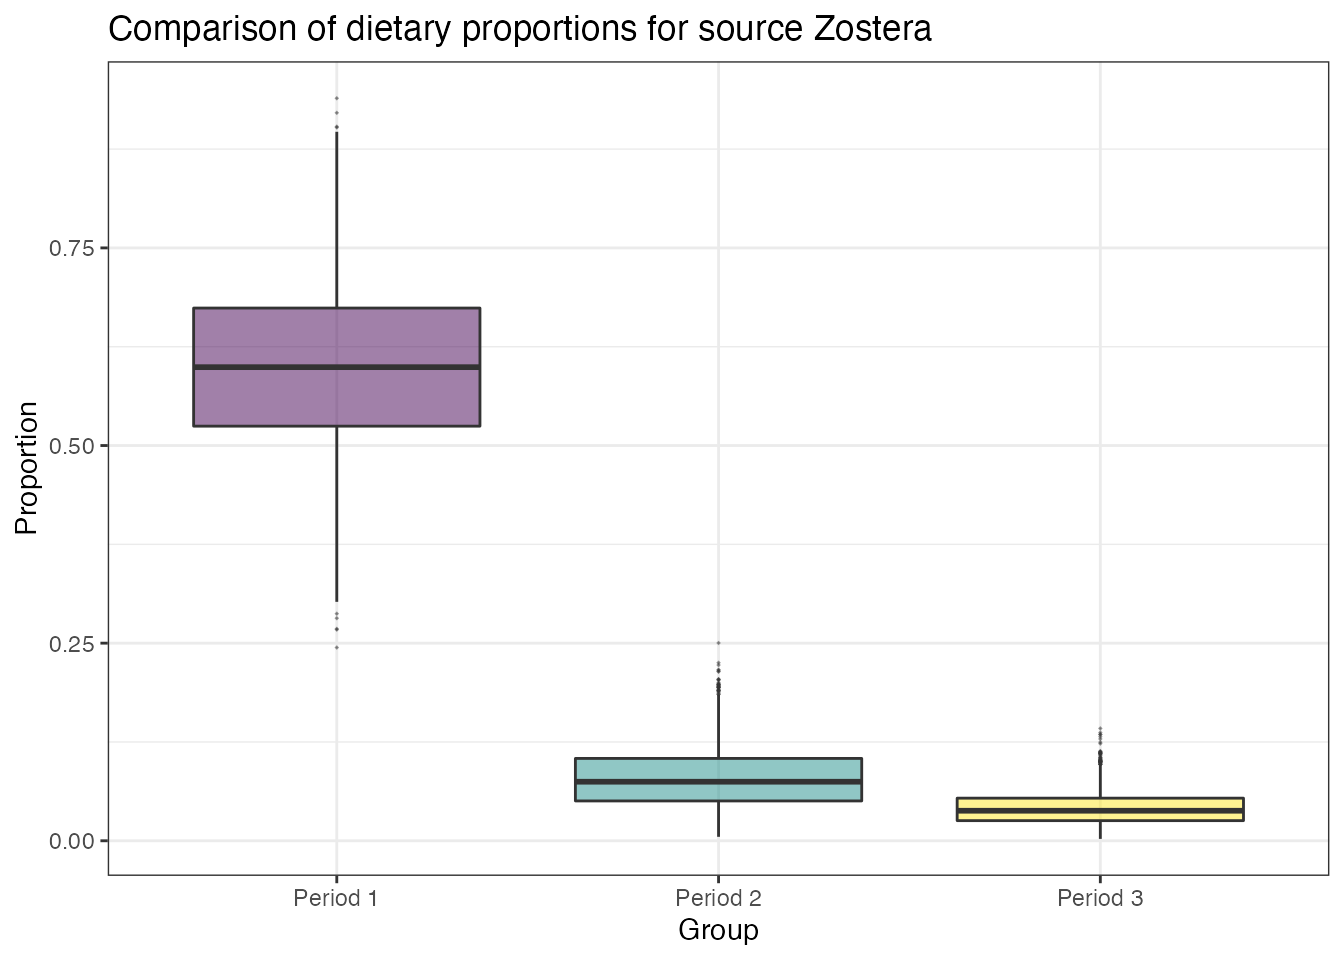 Comparison of dietary proportions for source Zostera
0.75
0.50
0.25
0.00
Proportion
Period 1
Period 2
Period 3
Group